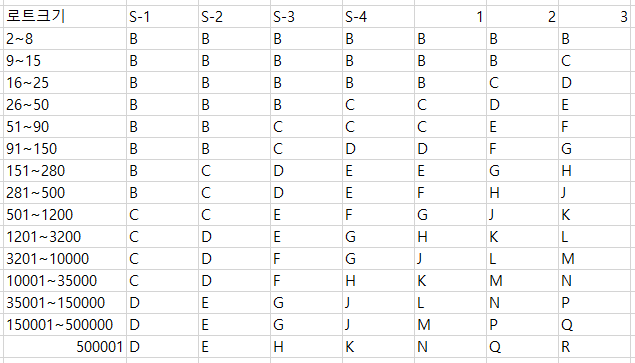 로트크기 S-1 S-2 S-3 S-4 1 2 3
2~8 B B B B B B B
9~15 B B B B B B C
16~25 B B B B B C D
26~50 B B B C C D E
51~90 B B C C C E F
91~150 B B C D D F G
151~280 B C D E E G H
281~500 B C D E F H J
501~1200 C C E F G J K
1201~3200 C D E G H K L
3201~10000 C D F G J L M
10001~35000 C D F H K M N
35001~150000 D E G J L N P
150001~500000 D E G J M P Q
500001 D E H K N Q R